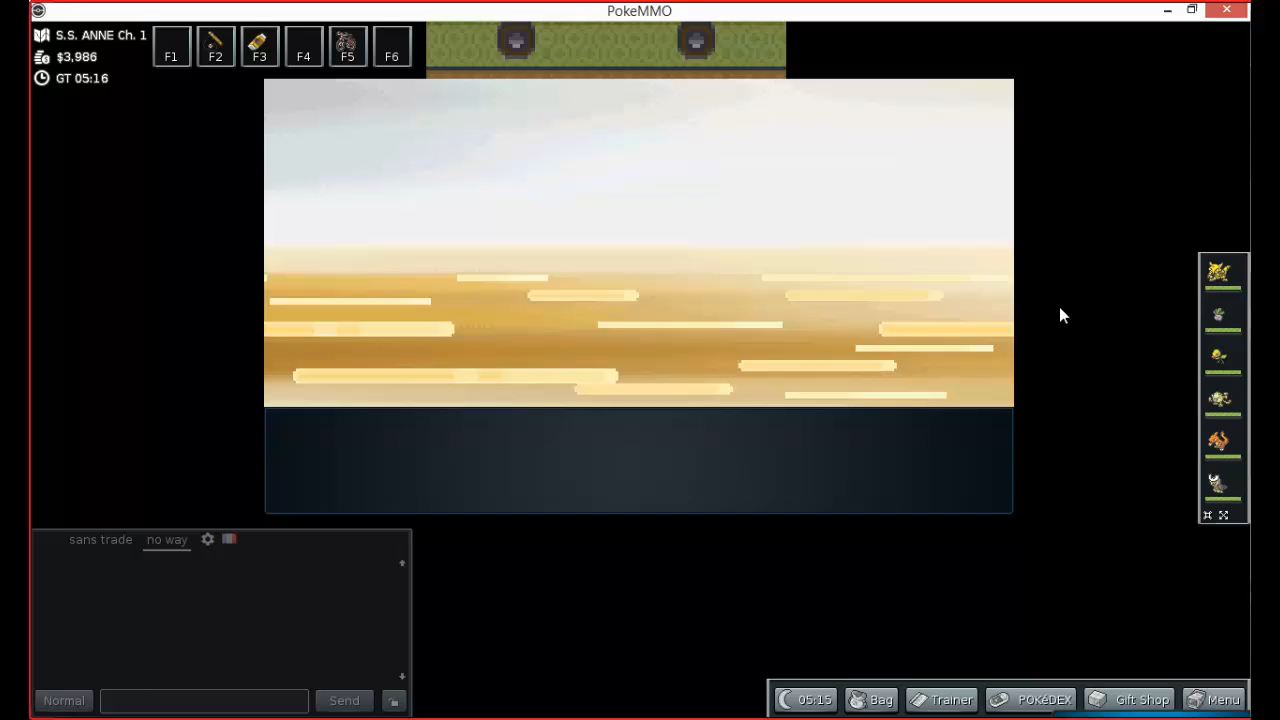 PokeMMO
S.S. ANNE Ch. 1
$3,986
GT 05:16
F1 F2 F3 F4 F5 F6
sans trade no way
Normal Send
05:15 Bag Trainer POKéDEX Gift Shop Menu